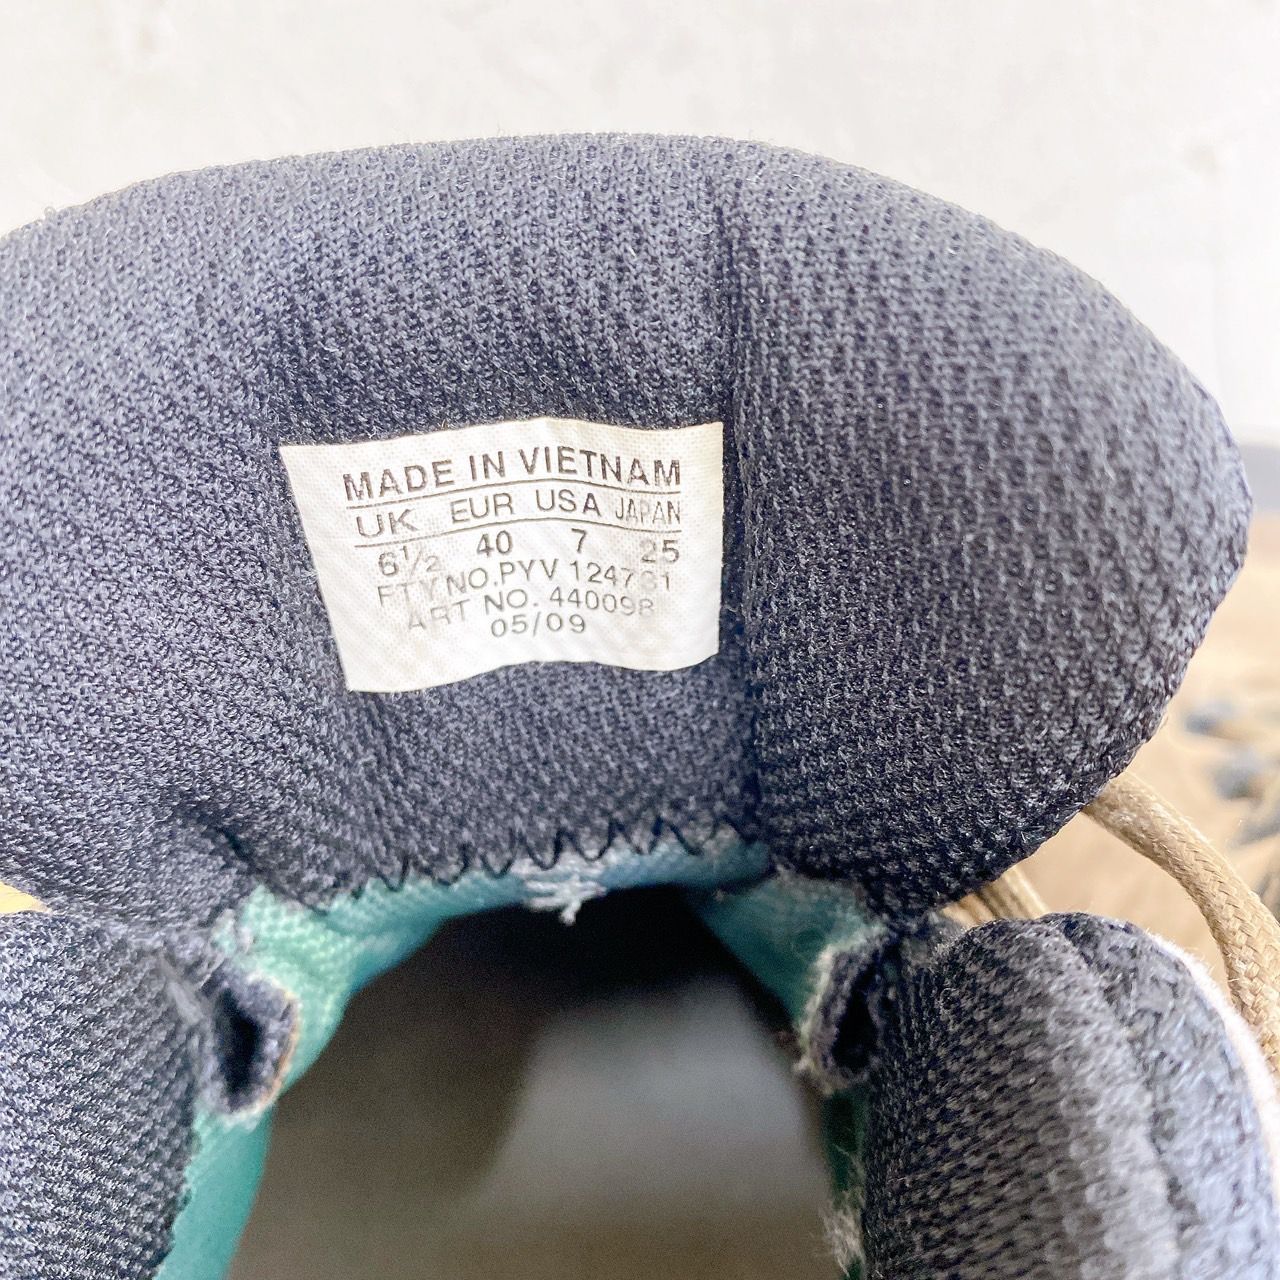 MADE IN VIETNAM
UK EUR USA JAPAN
6½ 40 7 25
FTY NO. PYV
ART NO. 440098
05/09